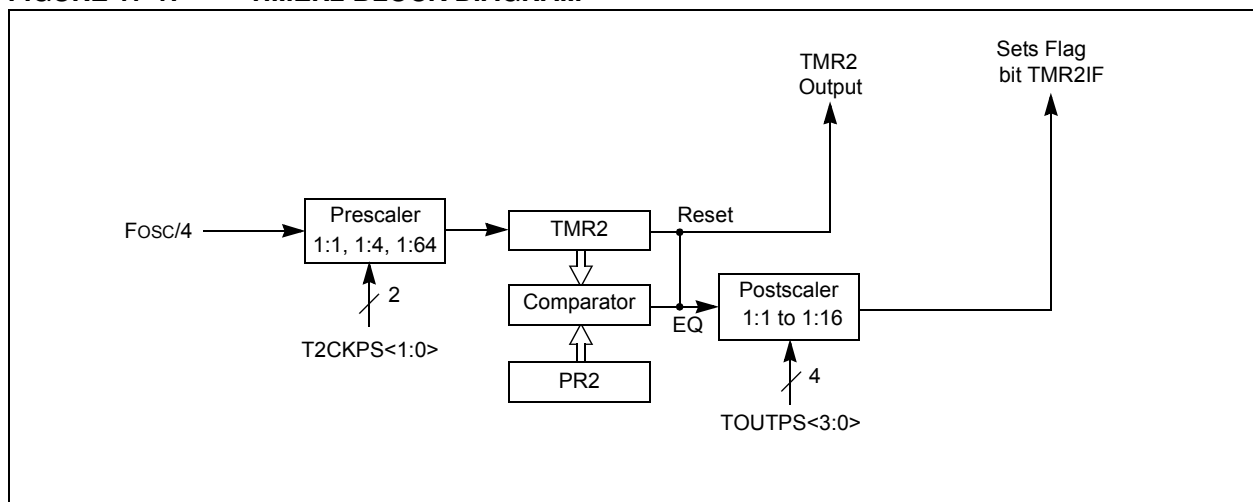 TMR2
Output
Sets Flag
bit TMR2IF
FOSC/4
Prescaler
1:1, 1:4, 1:64
2
T2CKPS<1:0>
TMR2
Reset
Comparator
EQ
PR2
Postscaler
1:1 to 1:16
4
TOUTPS<3:0>